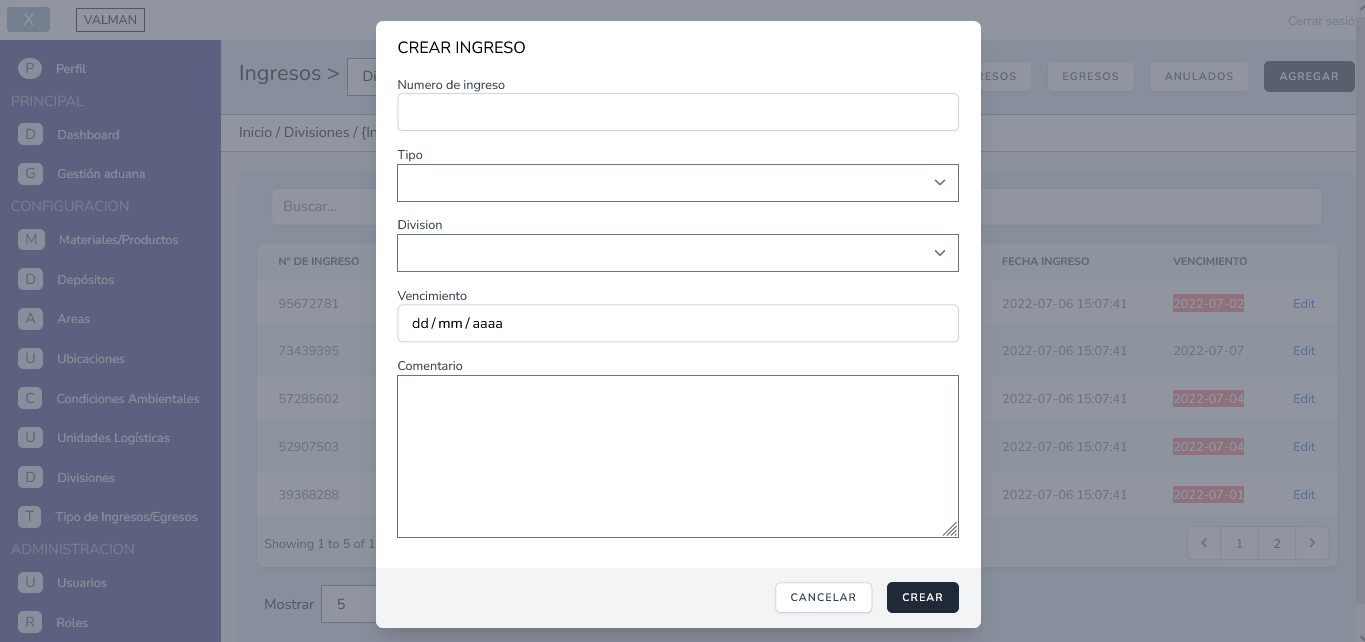 X VALMAN Cerrar sesió
P Perfil
PRINCIPAL
D Dashboard
G Gestión aduana
CONFIGURACION
M Materiales/Productos
D Depósitos
A Areas
U Ubicaciones
C Condiciones Ambientales
U Unidades Logísticas
D Divisiones
T Tipo de Ingresos/Egresos
ADMINISTRACION
U Usuarios
R Roles
Ingresos > Di
RESOS EGRESOS ANULADOS AGREGAR
Inicio / Divisiones / {In
Buscar...
N° DE INGRESO FECHA INGRESO VENCIMIENTO
95672781 2022-07-06 15:07:41 2022-07-02 Edit
73439395 2022-07-06 15:07:41 2022-07-07 Edit
57285602 2022-07-06 15:07:41 2022-07-04 Edit
52907503 2022-07-06 15:07:41 2022-07-04 Edit
39368288 2022-07-06 15:07:41 2022-07-01 Edit
Showing 1 to 5 of 1 < 1 2 >
Mostrar 5
CREAR INGRESO
Numero de ingreso
Tipo
Division
Vencimiento
dd/mm/aaaa
Comentario
CANCELAR CREAR